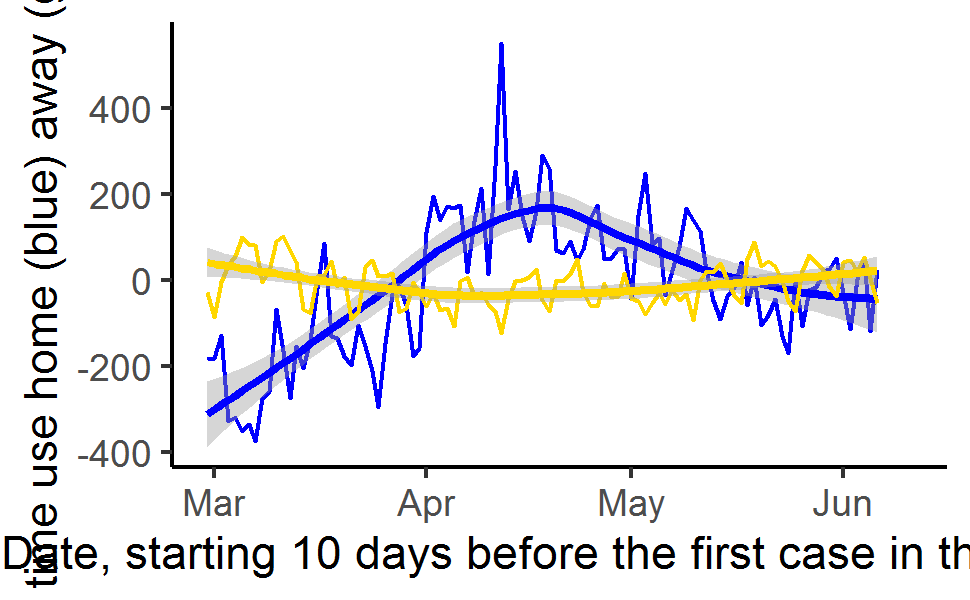 time use home (blue) away (
400
200
0
-200
-400
Mar Apr May Jun
Date, starting 10 days before the first case in th